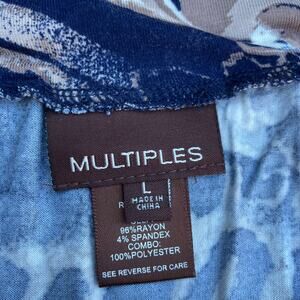 MULTIPLES
L
MADE IN
CHINA
96%RAYON
4% SPANDEX
COMBO:
100%POLYESTER
SEE REVERSE FOR CARE